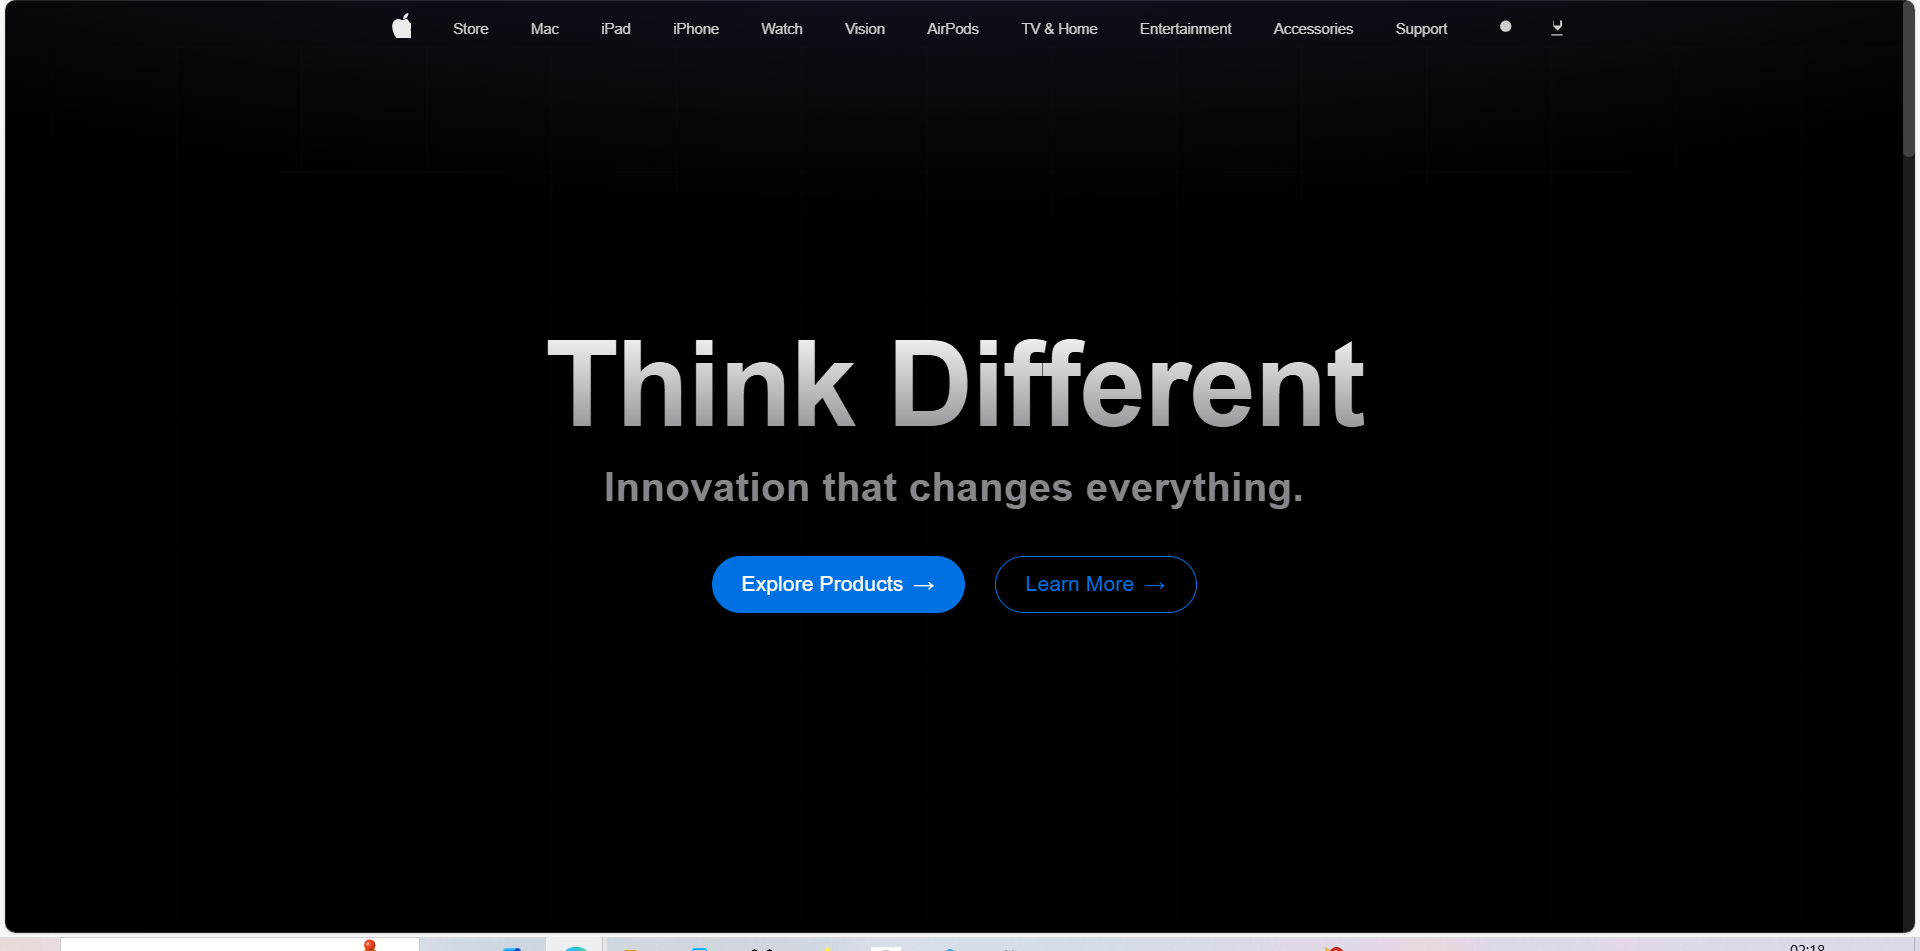 Store Mac iPad iPhone Watch Vision AirPods TV & Home Entertainment Accessories Support
Think Different
Innovation that changes everything.
Explore Products → Learn More →